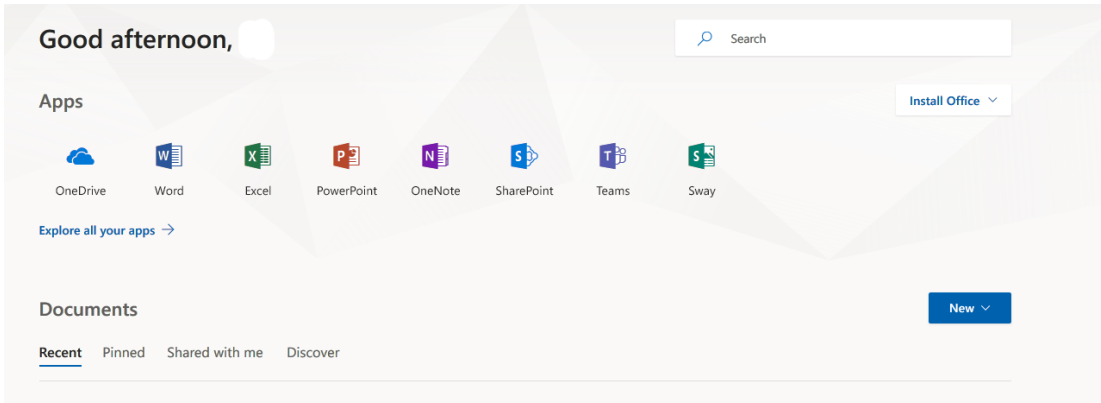 Good afternoon,
Search
Apps
Install Office
OneDrive Word Excel PowerPoint OneNote SharePoint Teams Sway
Explore all your apps →
Documents
New
Recent Pinned Shared with me Discover